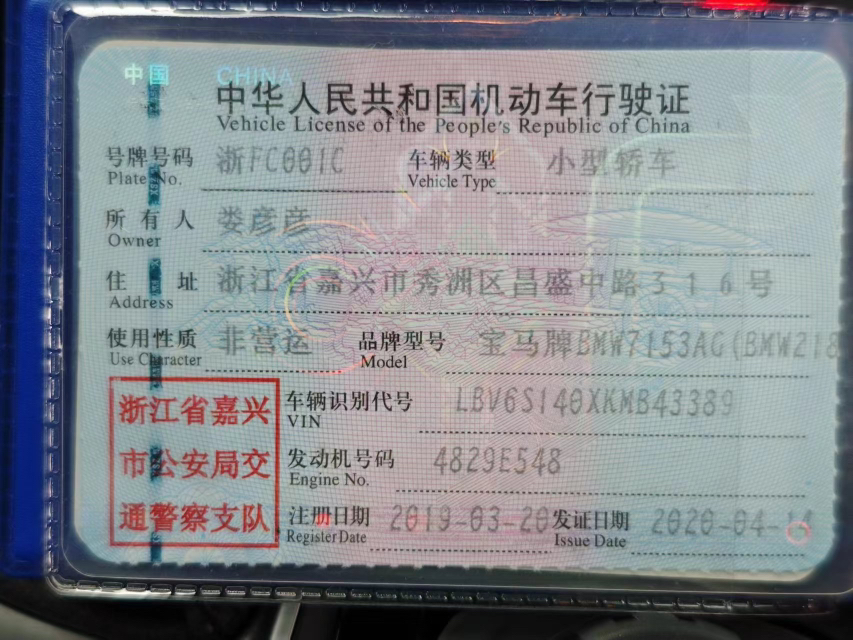 中国 CHINA
中华人民共和国机动车行驶证
Vehicle License of the People's Republic of China
号牌号码 浙FC001C 车辆类型 小型轿车
Plate No. Vehicle Type
所有人 娄彦彦
Owner
住址 浙江省嘉兴市秀洲区昌盛中路316号
Address
使用性质 非营运 品牌型号 宝马牌BMW7153AG(BMW218
Use Character Model
浙江省嘉兴 车辆识别代号 LBV6S140XKMB43389
VIN
市公安局交 发动机号码 4829E548
Engine No.
通警察支队 注册日期 2019-03-20 发证日期 2020-04-14
Register Date Issue Date